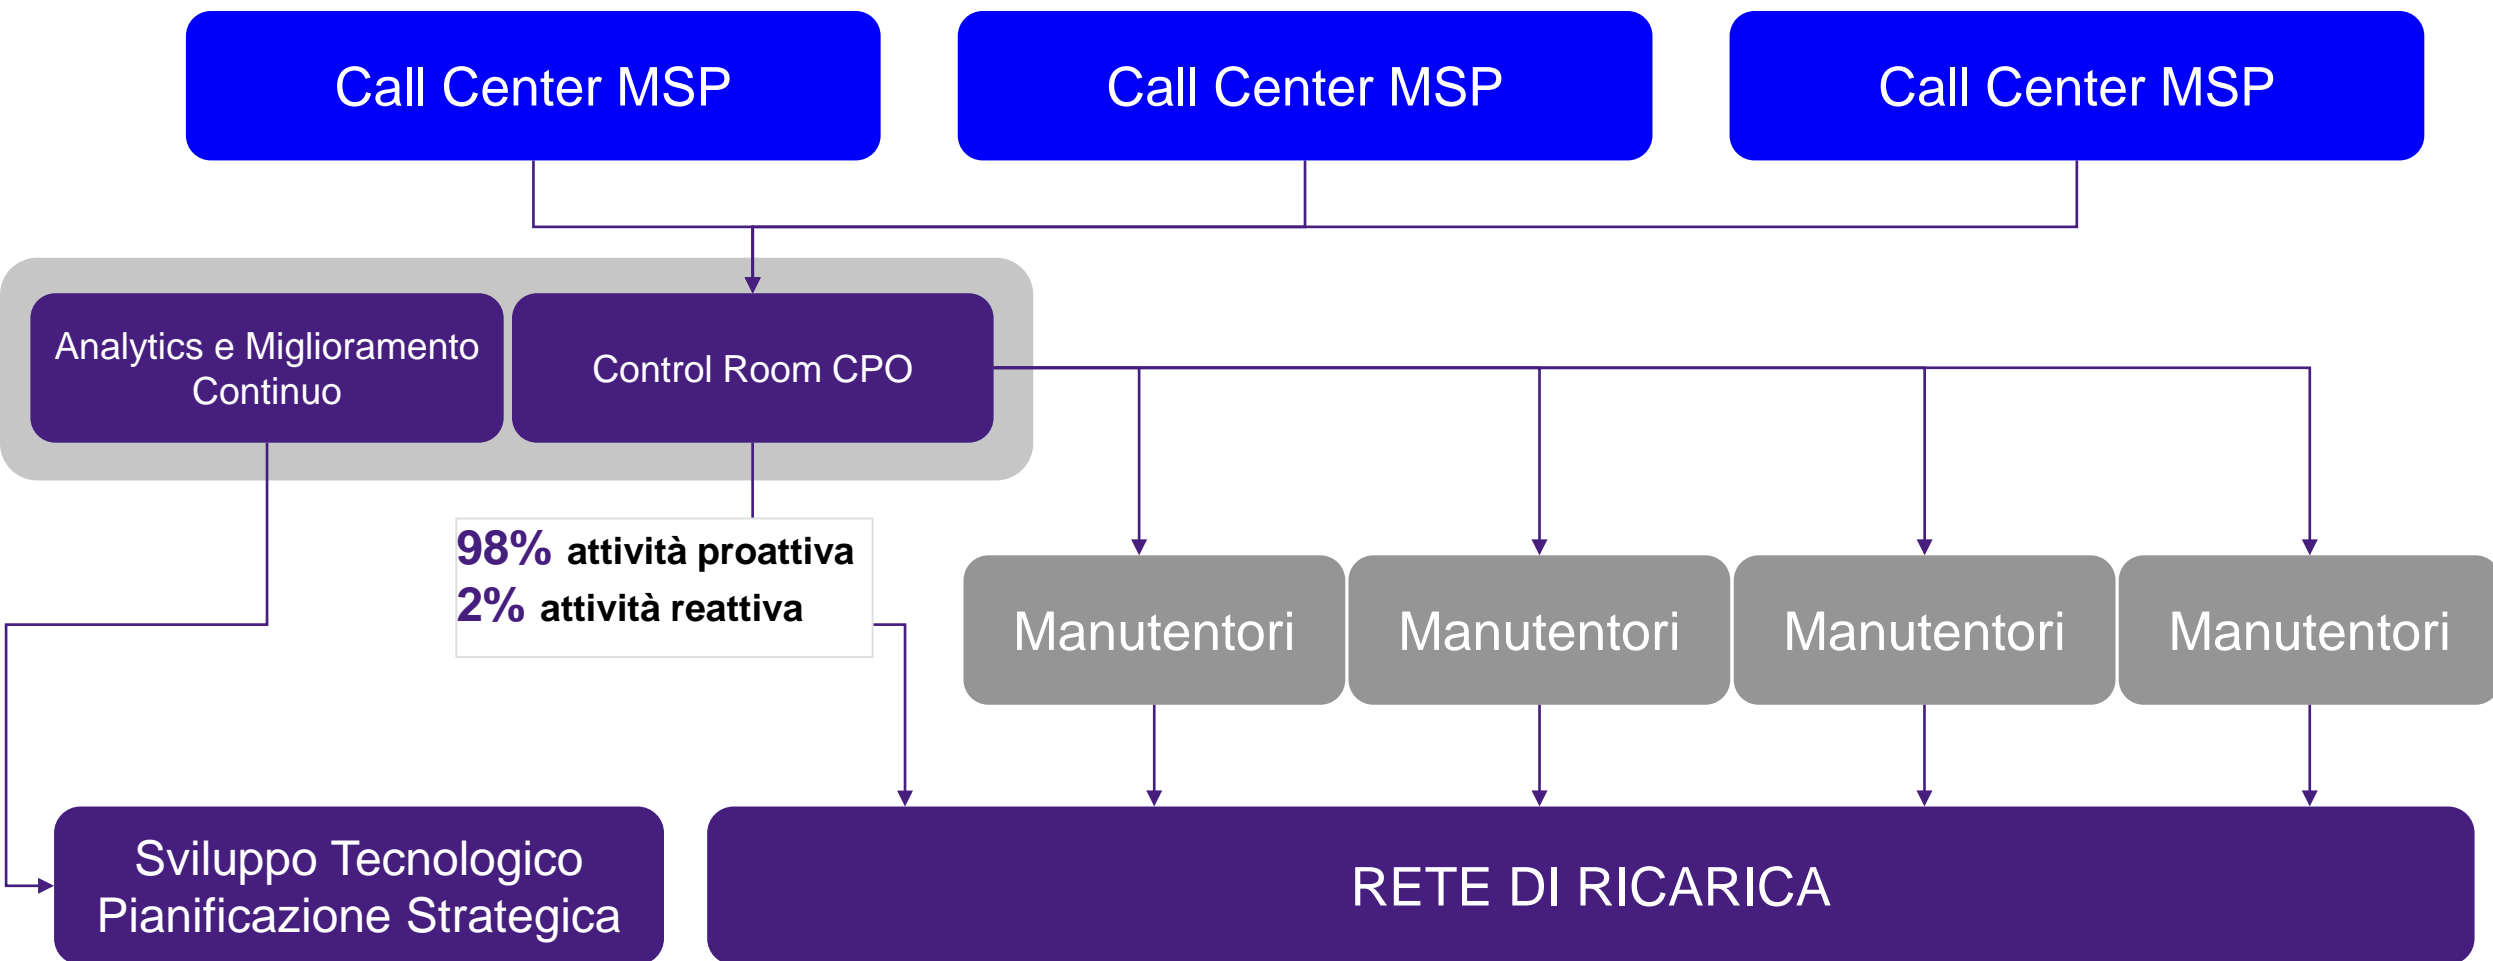 Call Center MSP
Call Center MSP
Call Center MSP
Analytics e Miglioramento
Continuo
Control Room CPO
98% attività proattiva
2% attività reattiva
Manutentori
Manutentori
Manutentori
Manutentori
Sviluppo Tecnologico
Pianificazione Strategica
RETE DI RICARICA